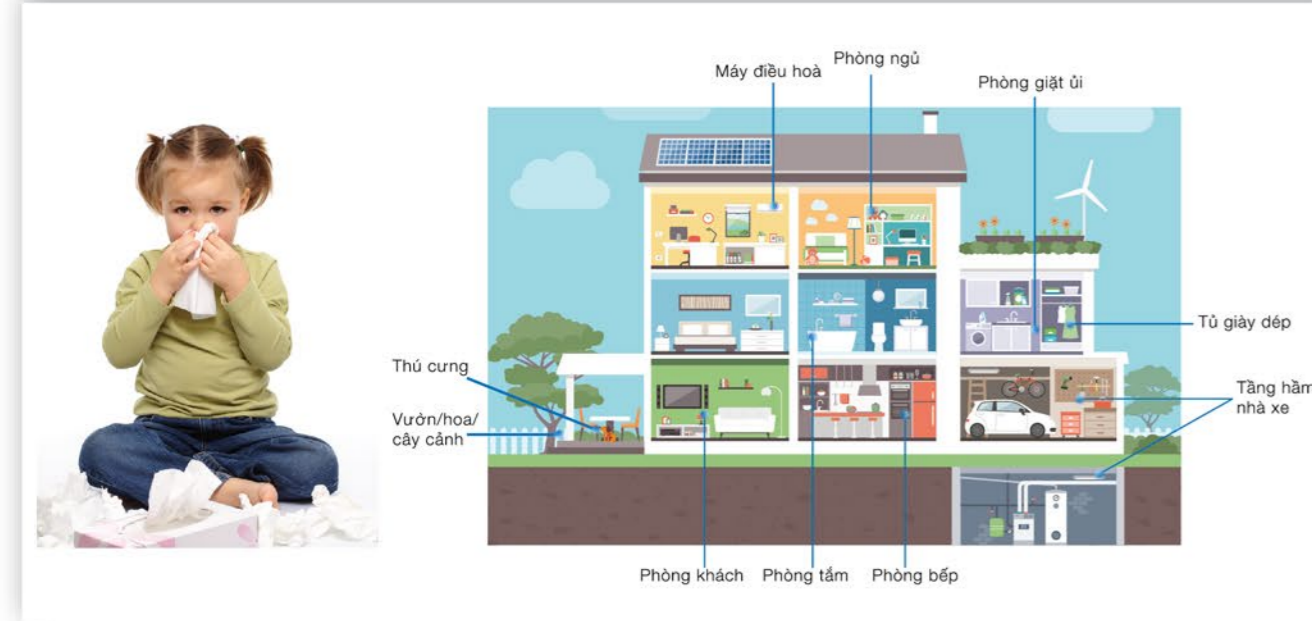 Máy điều hoà
Phòng ngủ
Phòng giặt ủi
Tủ giày dép
Thú cưng
Tầng hầm
nhà xe
Vườn/hoa/
cây cảnh
Phòng khách
Phòng tắm
Phòng bếp